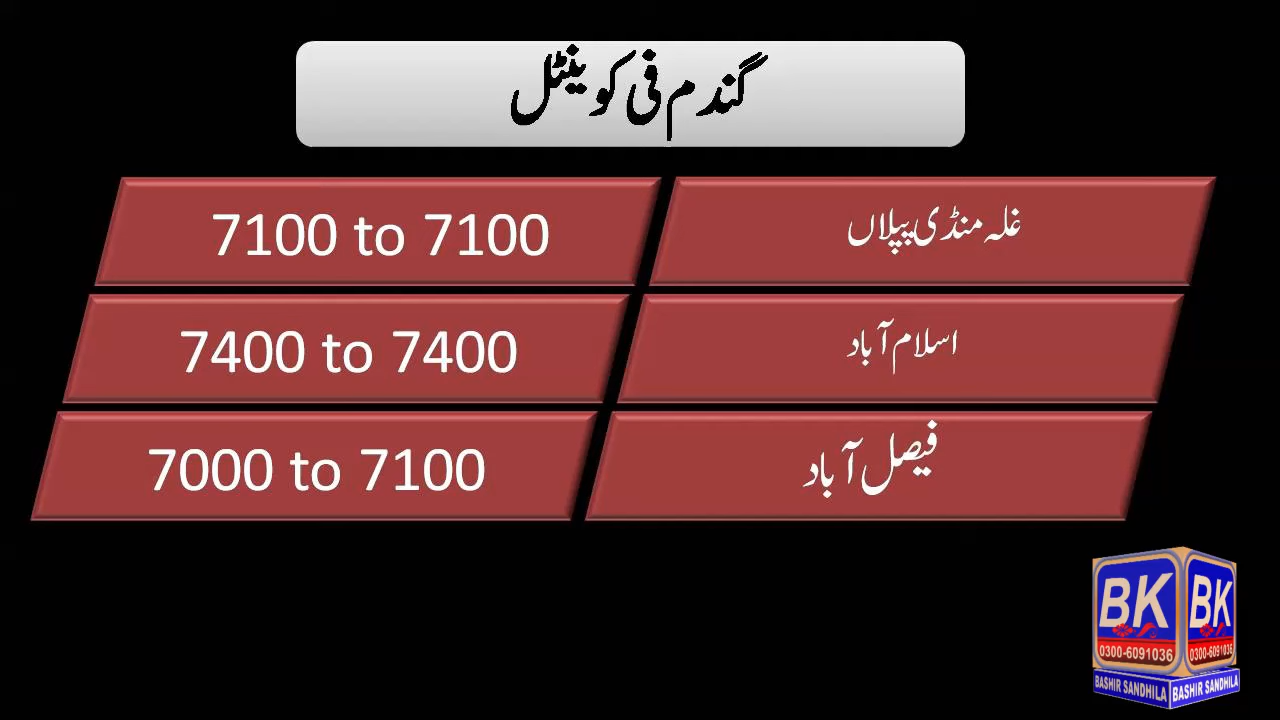 گندم فی کوینٹل
غلہ منڈی پپلاں 7100 to 7100
اسلام آباد 7400 to 7400
فیصل آباد 7000 to 7100
BK BK
0300-6091036 0300-6091036
BASHIR SANDHILA BASHIR SANDHILA